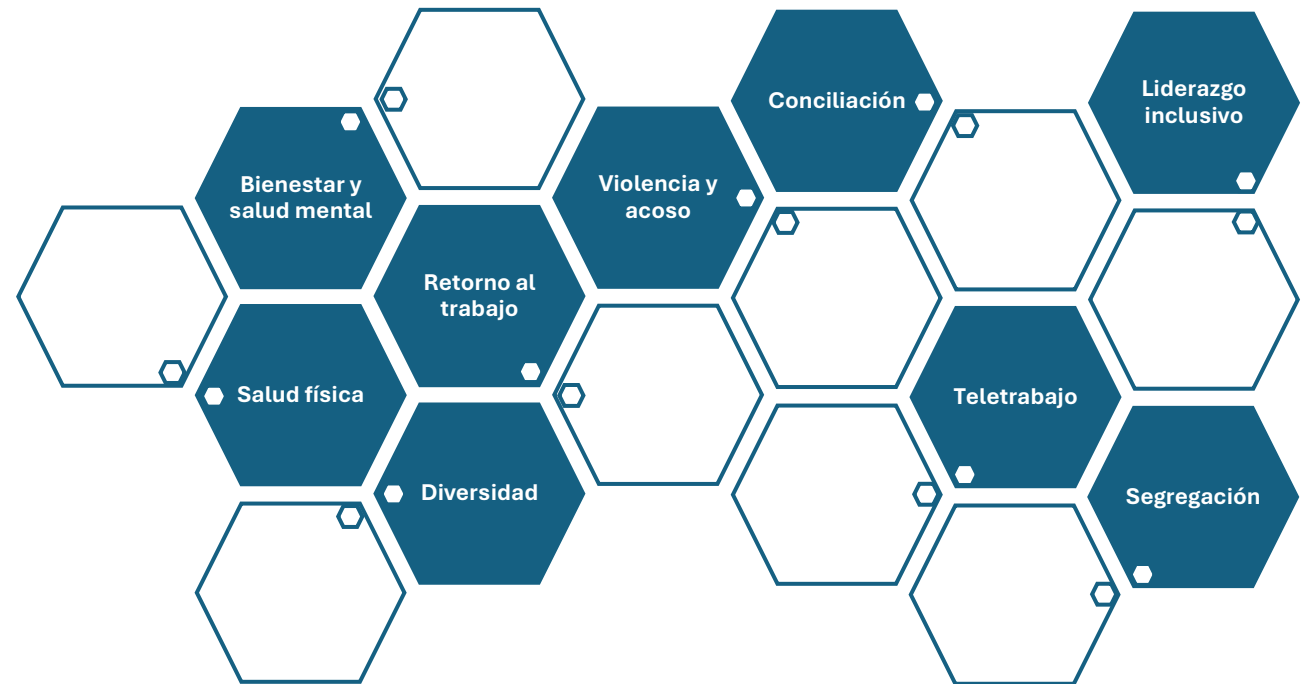 Conciliación
Liderazgo
inclusivo
Bienestar y
salud mental
Violencia y
acoso
Retorno al
trabajo
Salud física
Teletrabajo
Diversidad
Segregación